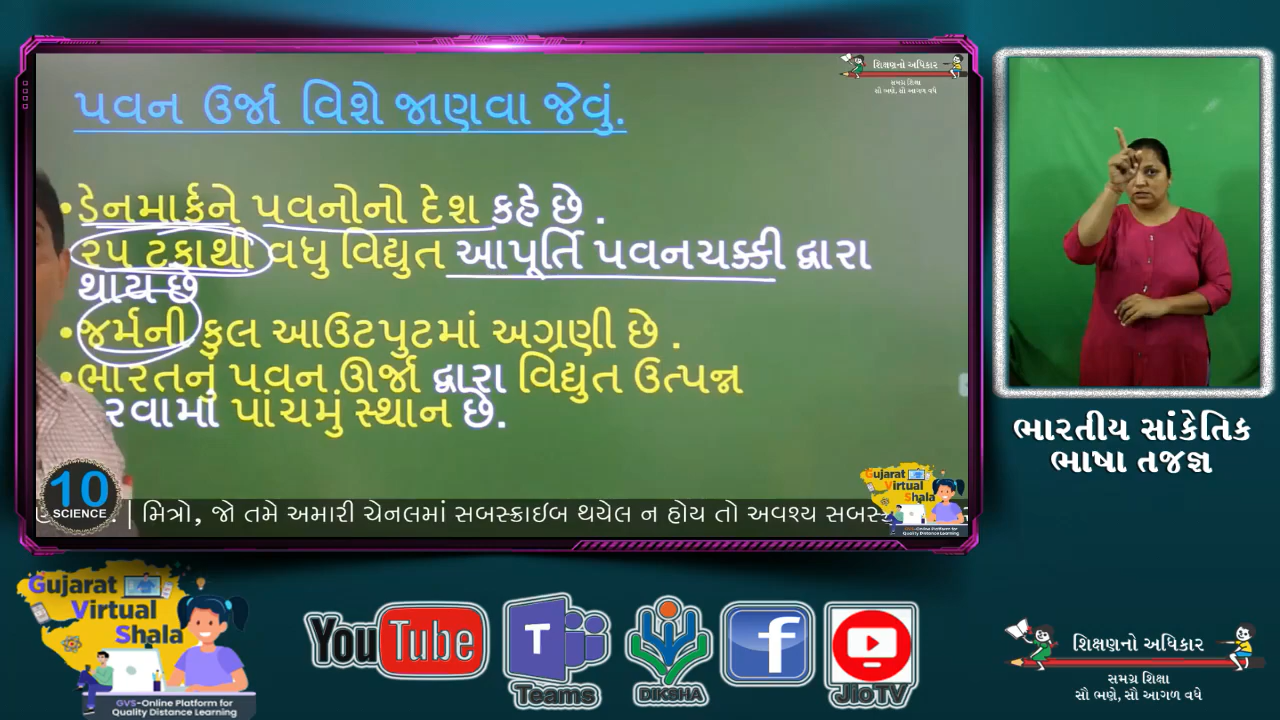 પવન ઉર્જા વિશે જાણવા જેવું.
• ડેનમાર્કને પવનોનો દેશ કહે છે .
૨૫ ટકાથી વધુ વિદ્યુત આપૂર્તિ પવનચક્કી દ્વારા
થાય છે
• જર્મની કુલ આઉટપુટમાં અગ્રણી છે .
• ભારતનું પવન ઊર્જા દ્વારા વિદ્યુત ઉત્પન્ન
રવામાં પાંચમું સ્થાન છે.
શિક્ષણનો અધિકાર
સમગ્ર શિક્ષા
સૌ ભણે, સૌ આગળ વધે
10
SCIENCE
| મિત્રો, જો તમે અમારી ચેનલમાં સબસ્ક્રાઈબ થયેલ ન હોય તો અવશ્ય
Gujarat
Virtual
Shala
GVS-Online Platform for
Quality Distance Learning
ભારતીય સાંકેતિક
ભાષા તજજ્ઞ
Gujarat
Virtual
Shala
GVS-Online Platform for
Quality Distance Learning
YouTube
T
Teams
DIKSHA
f
JioTV
શિક્ષણનો અધિકાર
સમગ્ર શિક્ષા
સૌ ભણે, સૌ આગળ વધે